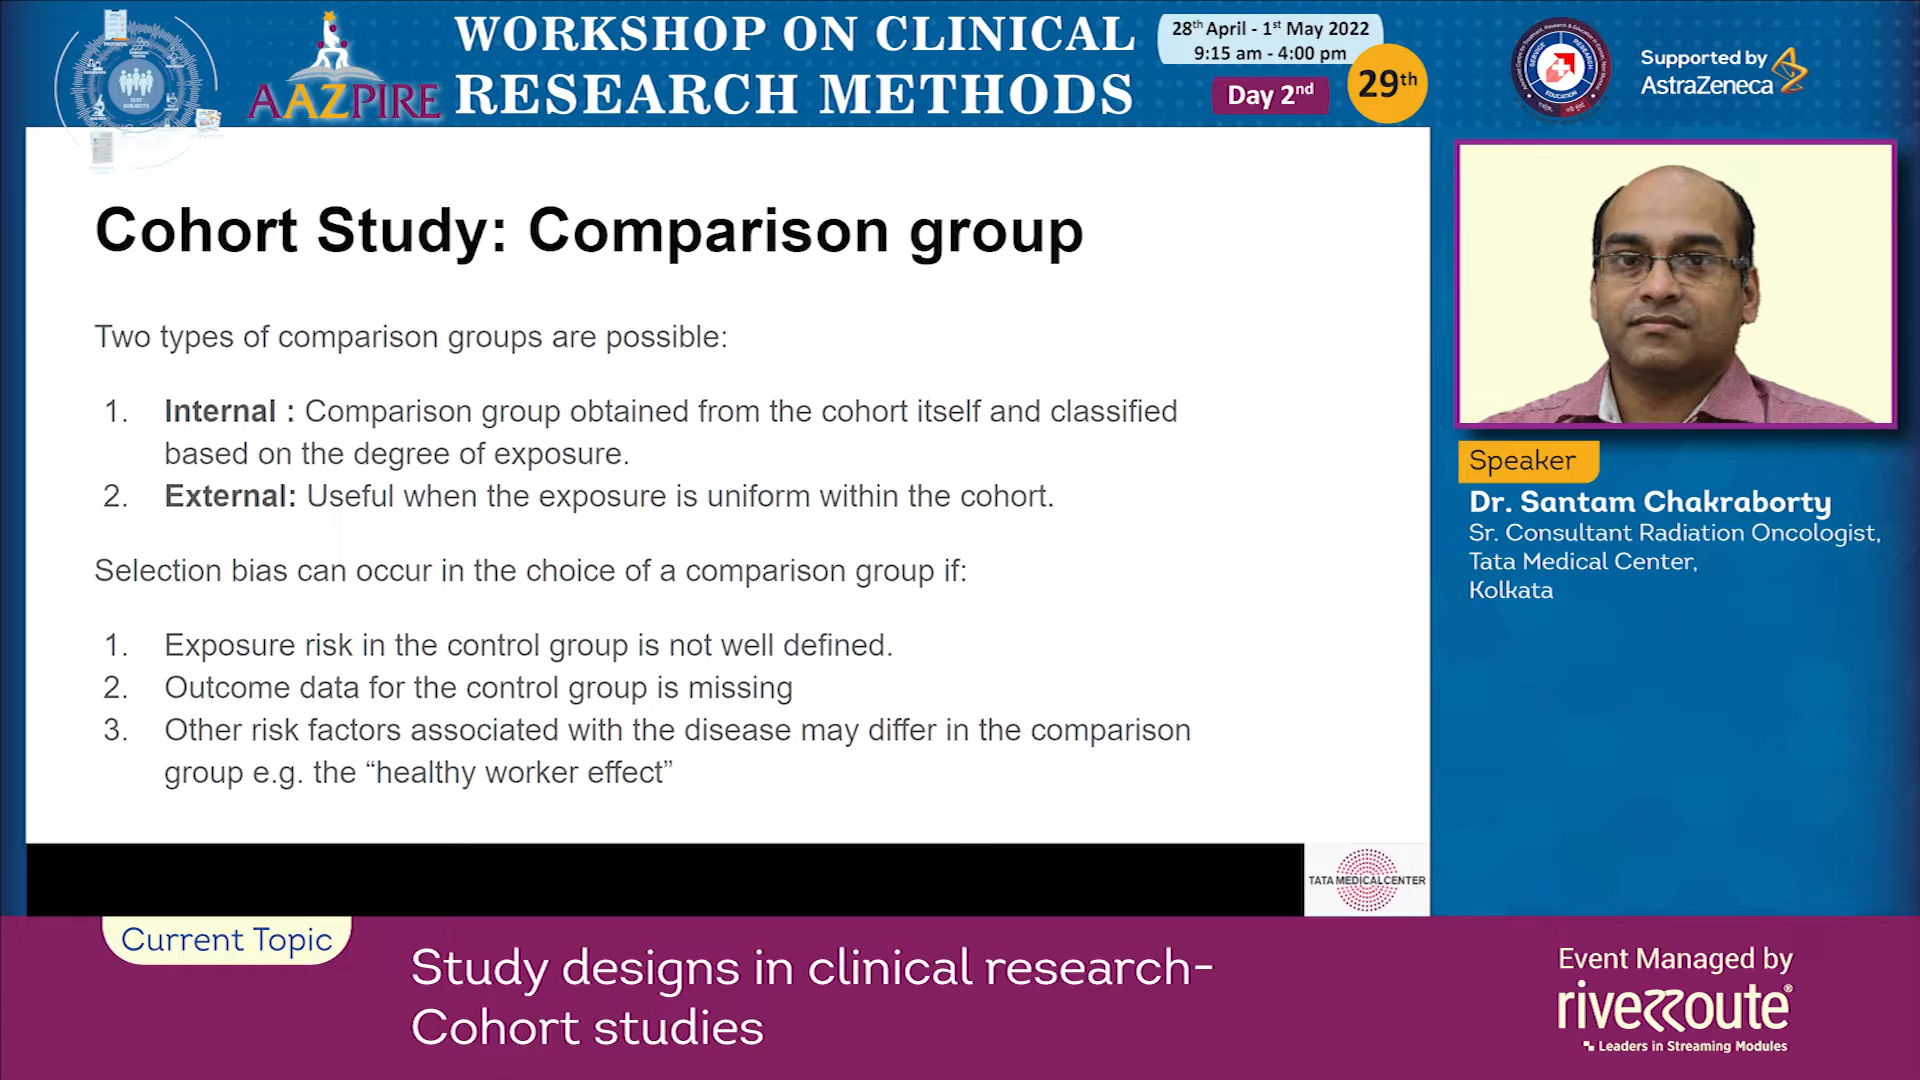 AAZPIRE
WORKSHOP ON CLINICAL
RESEARCH METHODS
28th April - 1st May 2022
9:15 am - 4:00 pm
Day 2nd
29th
Supported by
AstraZeneca
TEST
SUBJECTS
SERVICE
RESEARCH
EDUCATION
Cohort Study: Comparison group
Two types of comparison groups are possible:
1. Internal : Comparison group obtained from the cohort itself and classified
based on the degree of exposure.
2. External: Useful when the exposure is uniform within the cohort.
Selection bias can occur in the choice of a comparison group if:
1. Exposure risk in the control group is not well defined.
2. Outcome data for the control group is missing
3. Other risk factors associated with the disease may differ in the comparison
group e.g. the “healthy worker effect”
TATA MEDICAL CENTER
Speaker
Dr. Santam Chakraborty
Sr. Consultant Radiation Oncologist,
Tata Medical Center,
Kolkata
Current Topic
Study designs in clinical research-
Cohort studies
Event Managed by
riverroute®
Leaders in Streaming Modules